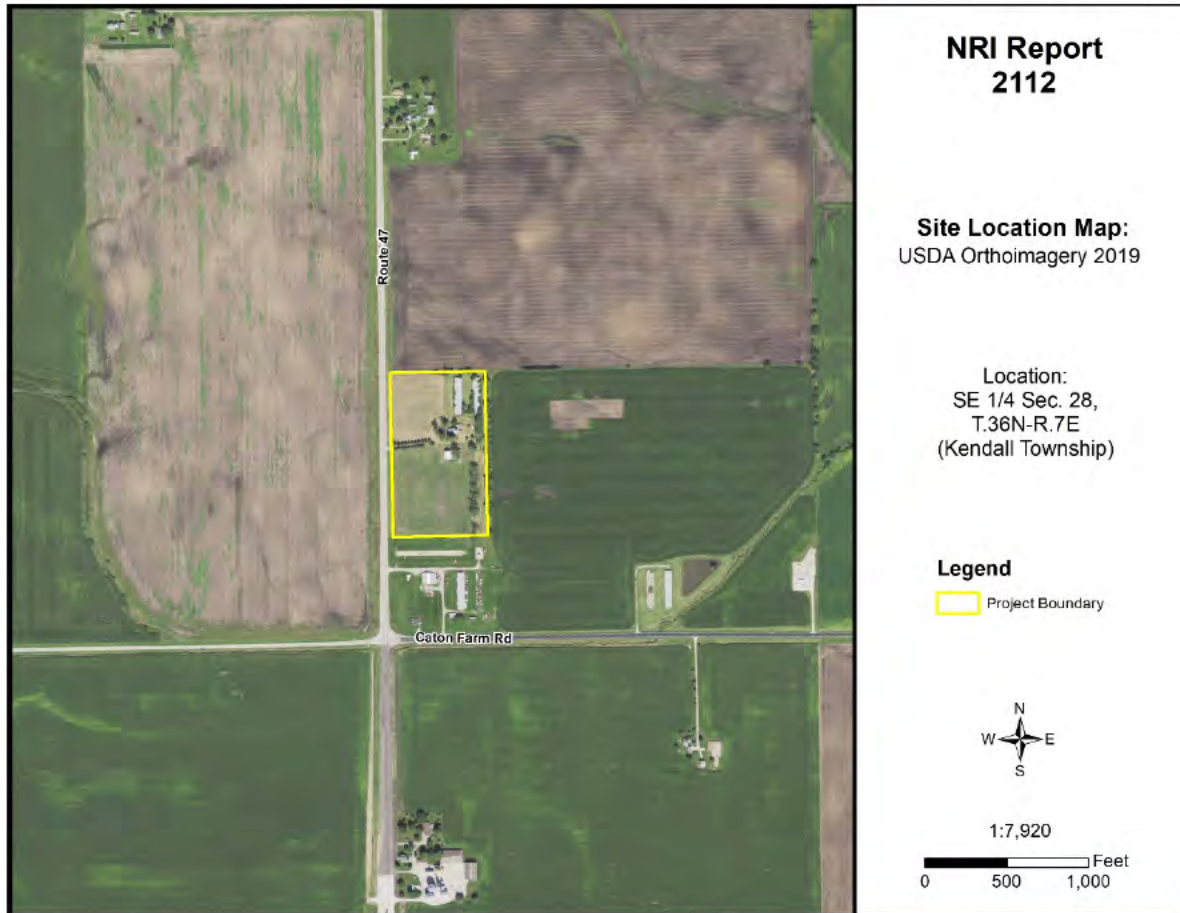 NRI Report
2112
Site Location Map:
USDA Orthoimagery 2019
Location:
SE 1/4 Sec. 28,
T.36N-R.7E
(Kendall Township)
Legend
Project Boundary
N
W E
S
1:7,920
Feet
0 500 1,000
Route 47
Caton Farm Rd